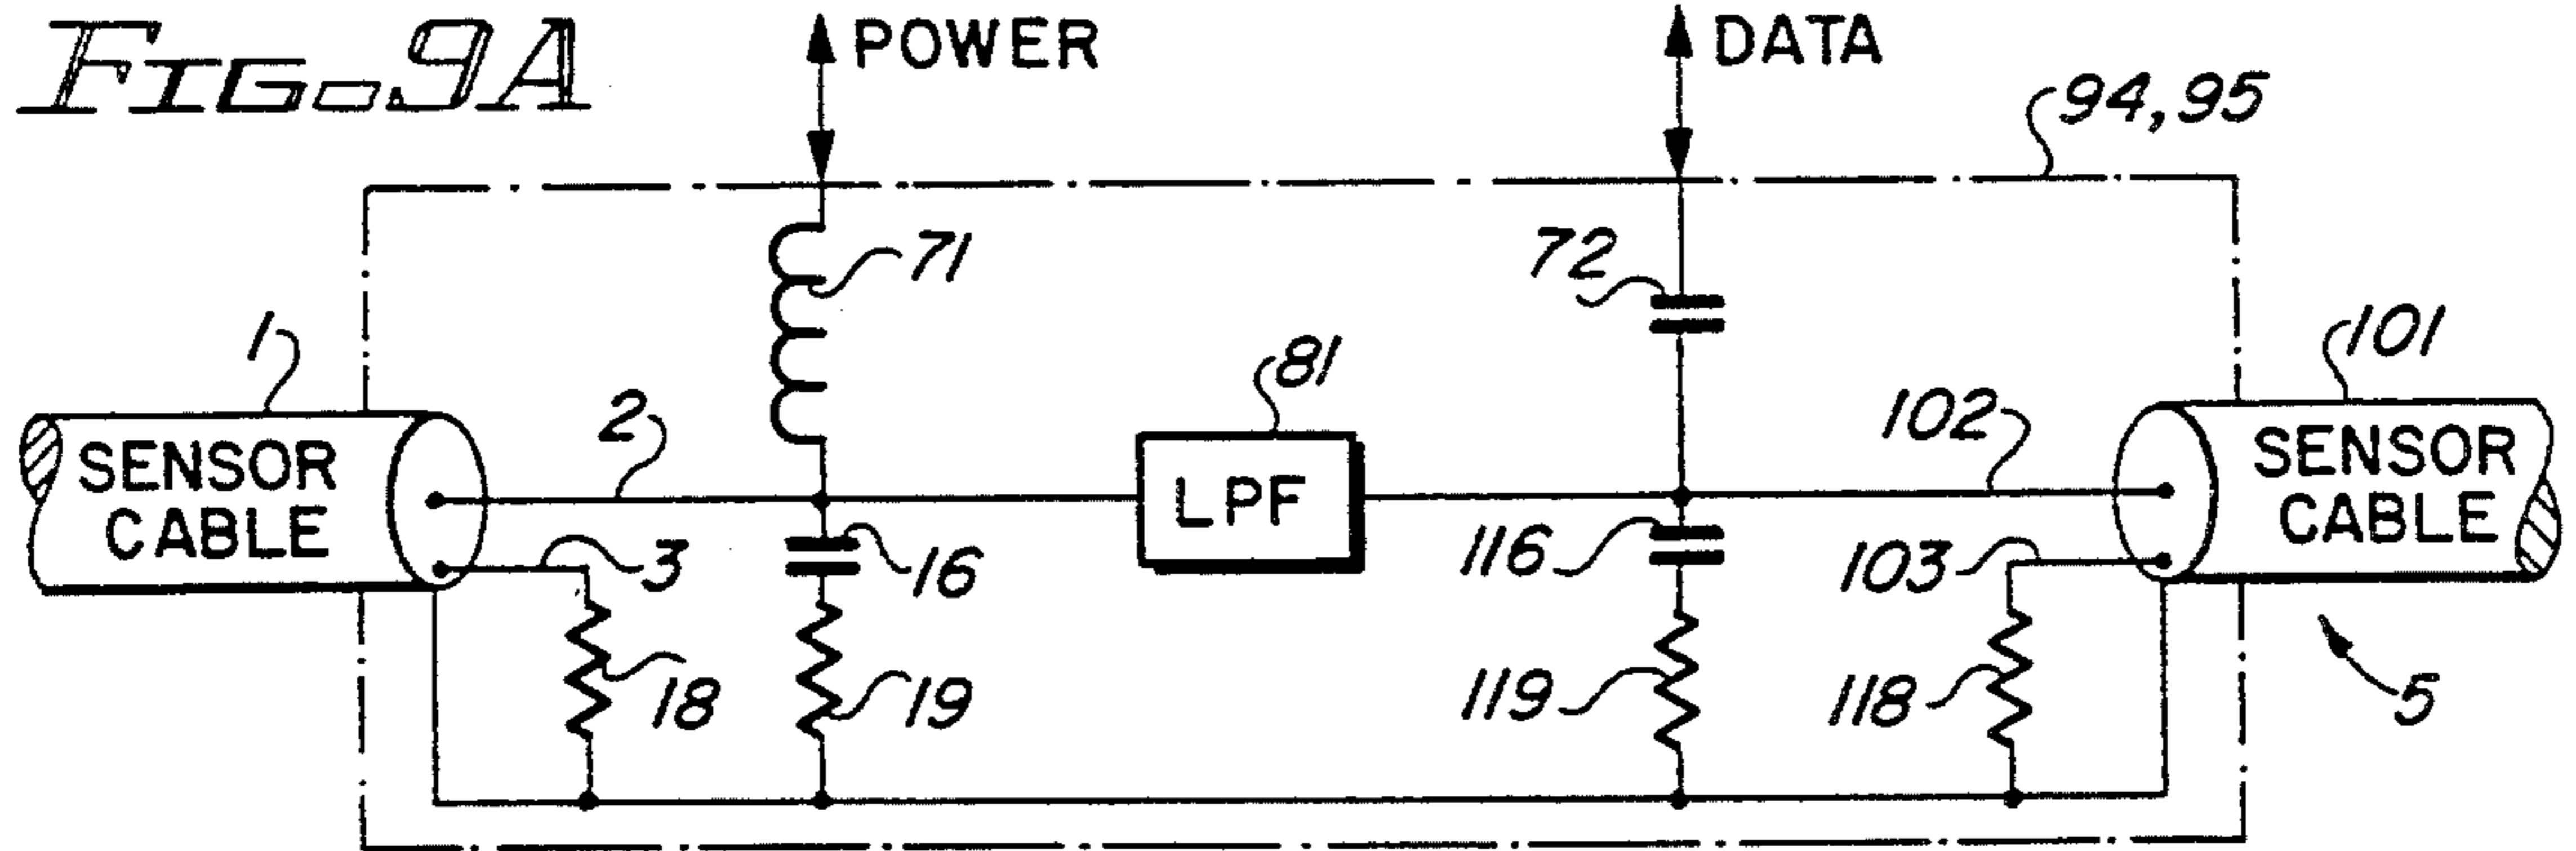 FIG. 9A
POWER
DATA
94, 95
71
72
1
101
81
2
102
SENSOR
CABLE
LPF
SENSOR
CABLE
3
16
116
103
18
19
119
118
5